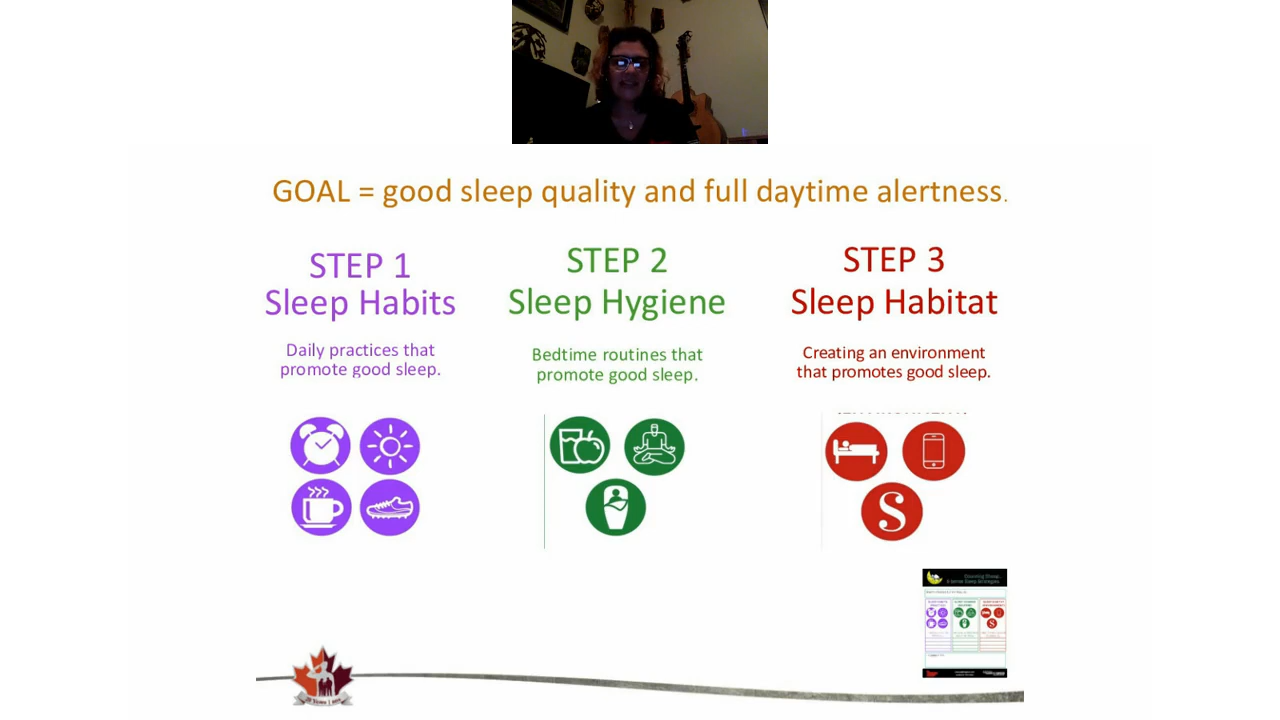 GOAL = good sleep quality and full daytime alertness.
STEP 1
Sleep Habits
Daily practices that
promote good sleep.
STEP 2
Sleep Hygiene
Bedtime routines that
promote good sleep.
STEP 3
Sleep Habitat
Creating an environment
that promotes good sleep.
S
S